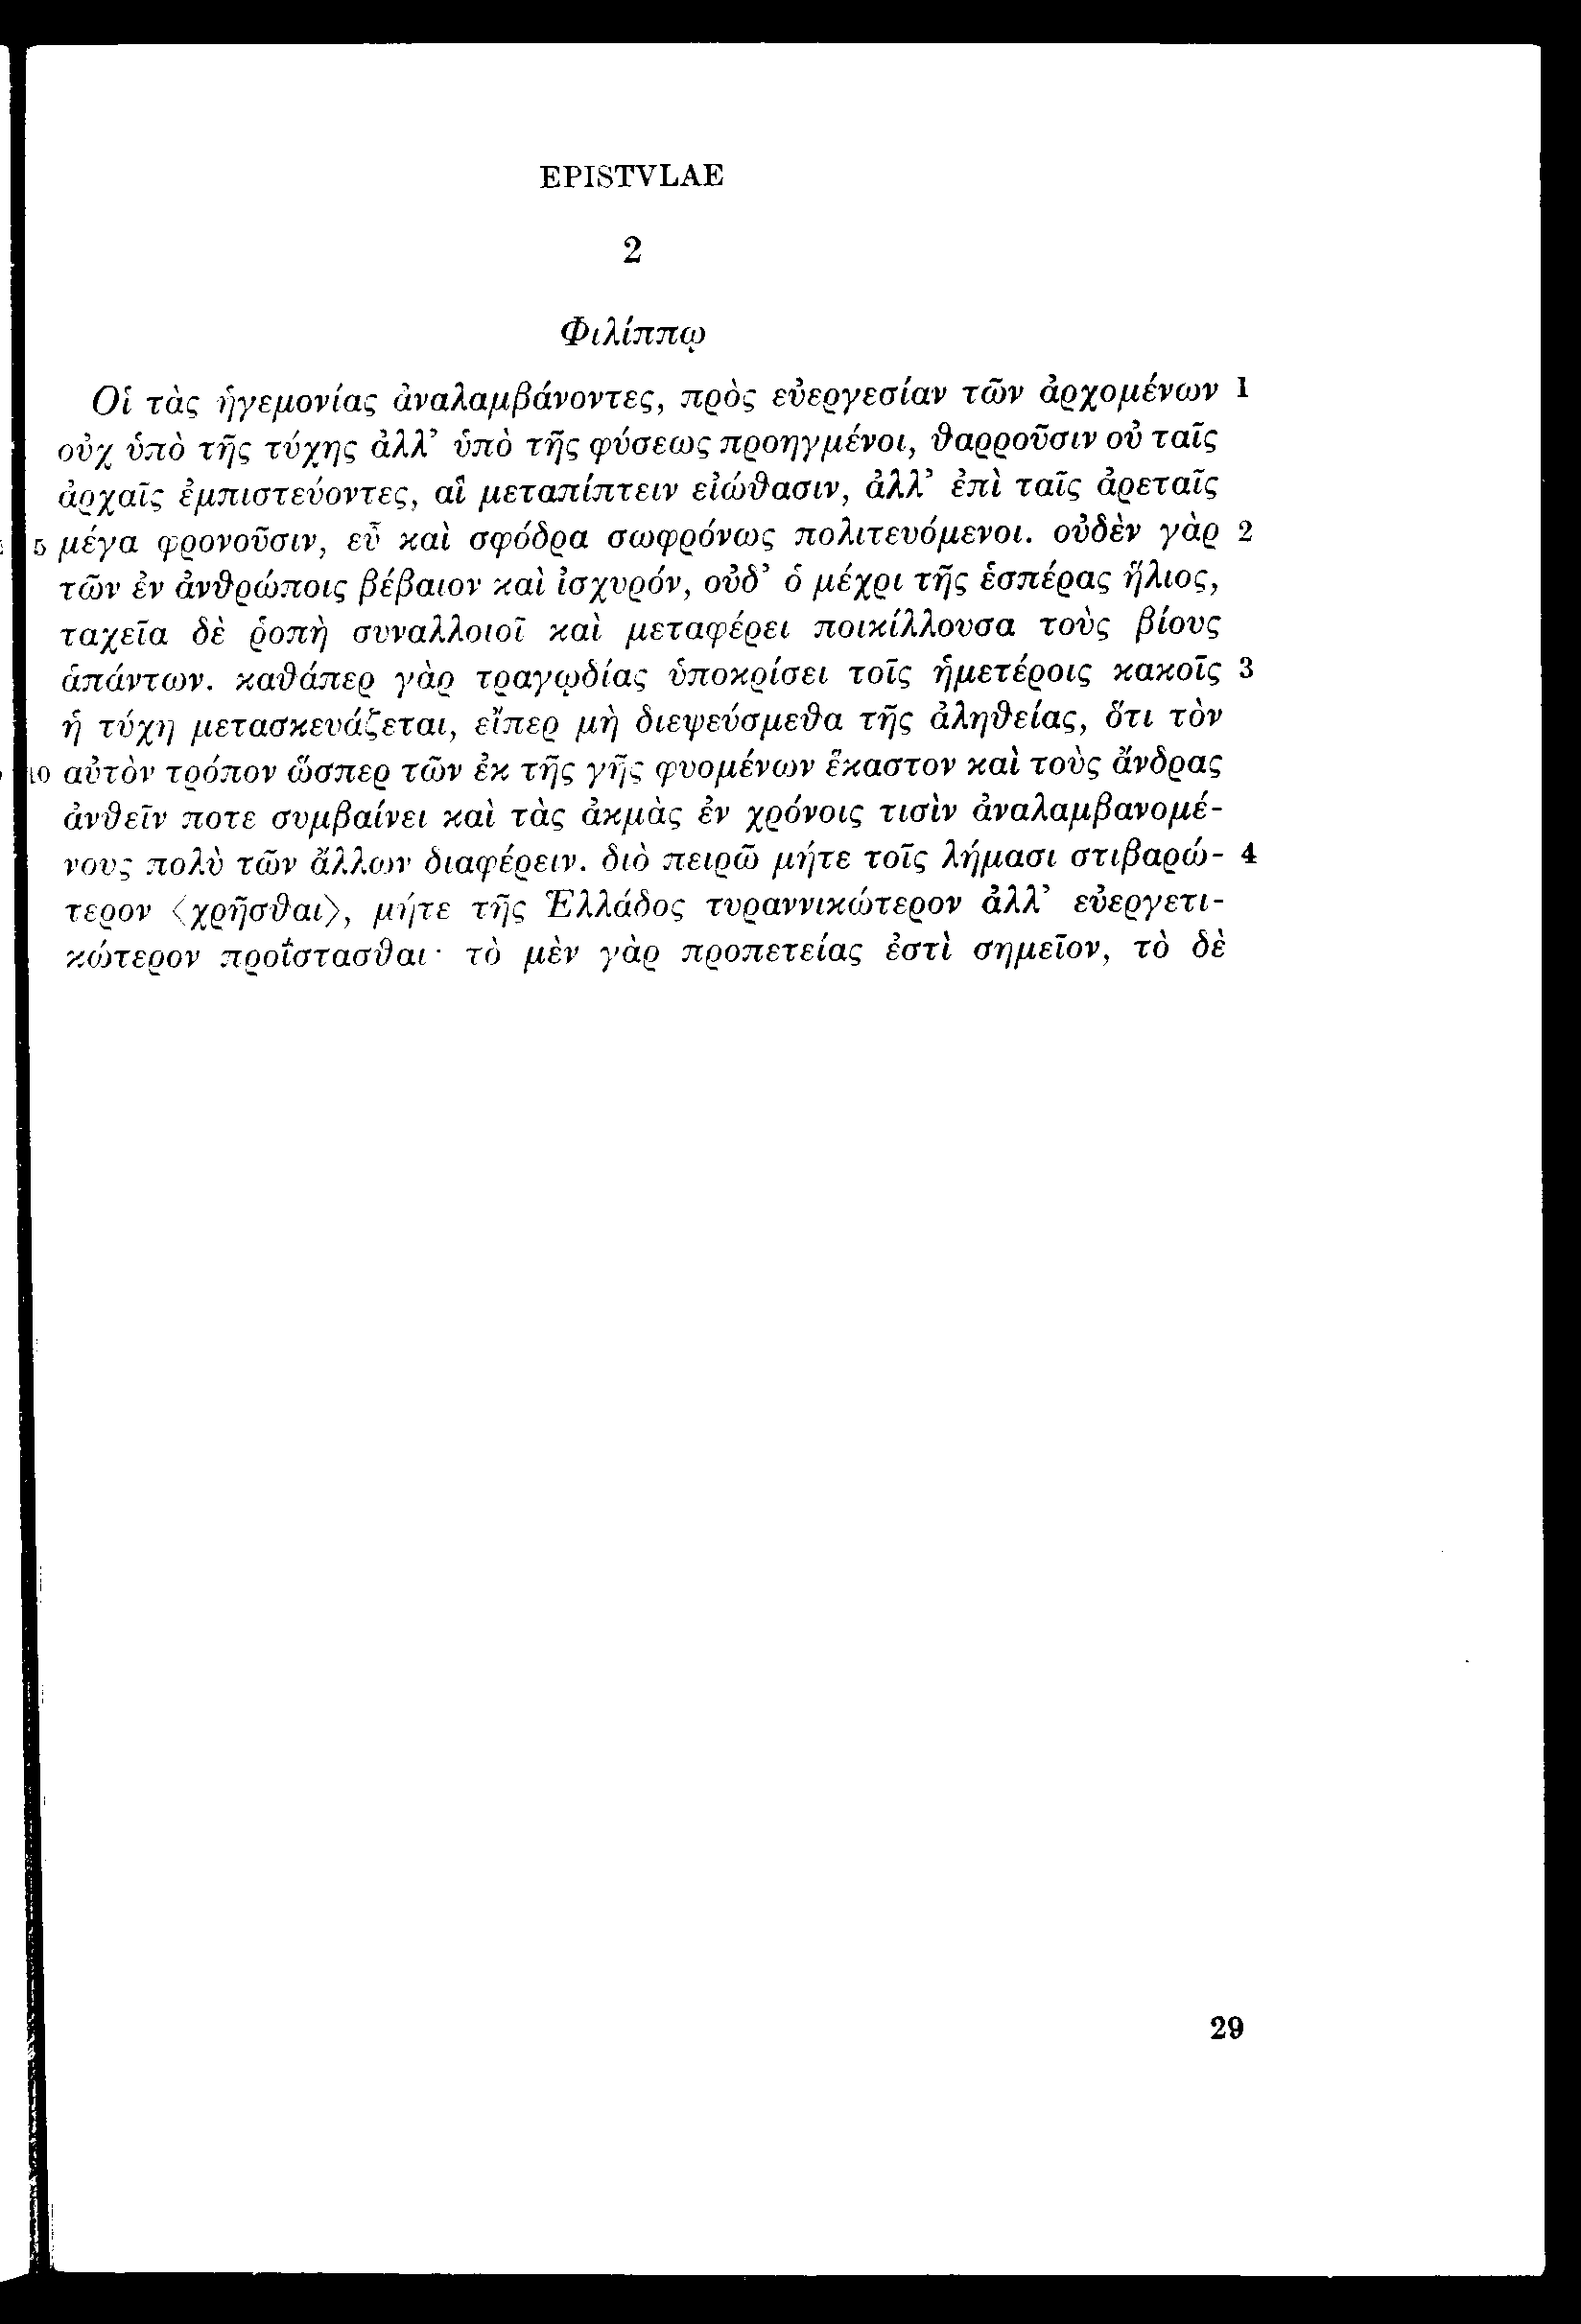 EPISTVLAE
2
Φιλίππῳ
Οἱ τὰς ἡγεμονίας ἀναλαμβάνοντες, πρὸς εὐεργεσίαν τῶν ἀρχομένων 1
οὐχ ὑπὸ τῆς τύχης ἀλλ’ ὑπὸ τῆς φύσεως προηγμένοι, θαρροῦσιν οὐ ταῖς
ἀρχαῖς ἐμπιστεύοντες, αἳ μεταπίπτειν εἰώθασιν, ἀλλ’ ἐπὶ ταῖς ἀρεταῖς
5 μέγα φρονοῦσιν, εὖ καὶ σφόδρα σωφρόνως πολιτευόμενοι. οὐδὲν γὰρ 2
τῶν ἐν ἀνθρώποις βέβαιον καὶ ἰσχυρόν, οὐδ’ ὁ μέχρι τῆς ἑσπέρας ἥλιος,
ταχεῖα δὲ ῥοπὴ συναλλοιοῖ καὶ μεταφέρει ποικίλλουσα τοὺς βίους
ἁπάντων. καθάπερ γὰρ τραγῳδίας ὑποκρίσει τοῖς ἡμετέροις κακοῖς 3
ἡ τύχη μετασκευάζεται, εἴπερ μὴ διεψεύσμεθα τῆς ἀληθείας, ὅτι τὸν
10 αὐτὸν τρόπον ὥσπερ τῶν ἐκ τῆς γῆς φυομένων ἕκαστον καὶ τοὺς ἄνδρας
ἀνθεῖν ποτε συμβαίνει καὶ τὰς ἀκμὰς ἐν χρόνοις τισὶν ἀναλαμβανομέ-
νους πολὺ τῶν ἄλλων διαφέρειν. διὸ πειρῶ μήτε τοῖς λήμασι στιβαρώ- 4
τερον ⟨χρῆσθαι⟩, μήτε τῆς Ἑλλάδος τυραννικώτερον ἀλλ’ εὐεργετι-
κώτερον προΐστασθαι· τὸ μὲν γὰρ προπετείας ἐστὶ σημεῖον, τὸ δὲ
29